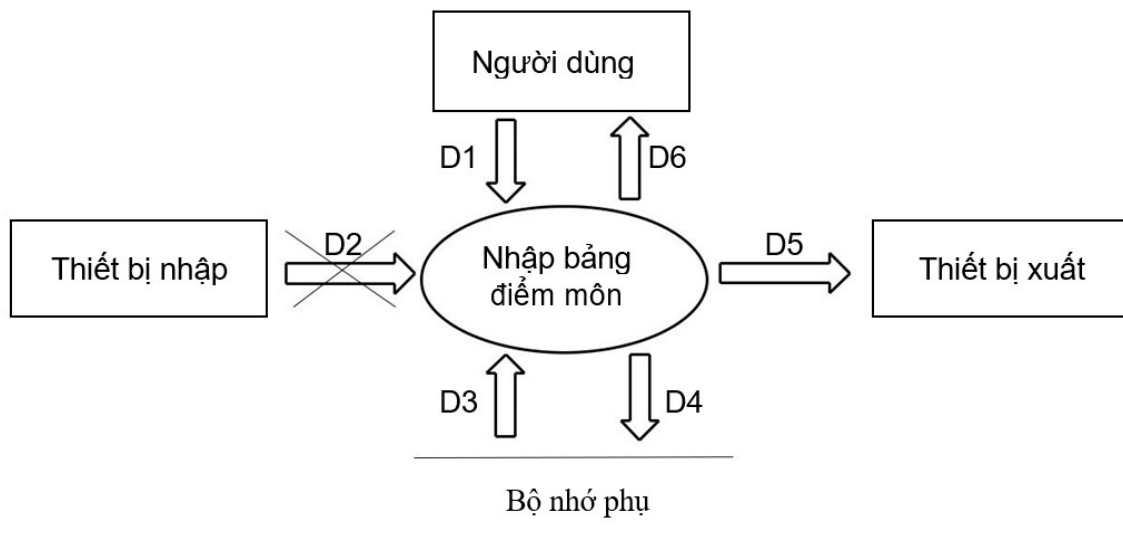 Người dùng
D1
D6
Thiết bị nhập
D2
Nhập bảng
điểm môn
D5
Thiết bị xuất
D3
D4
Bộ nhớ phụ